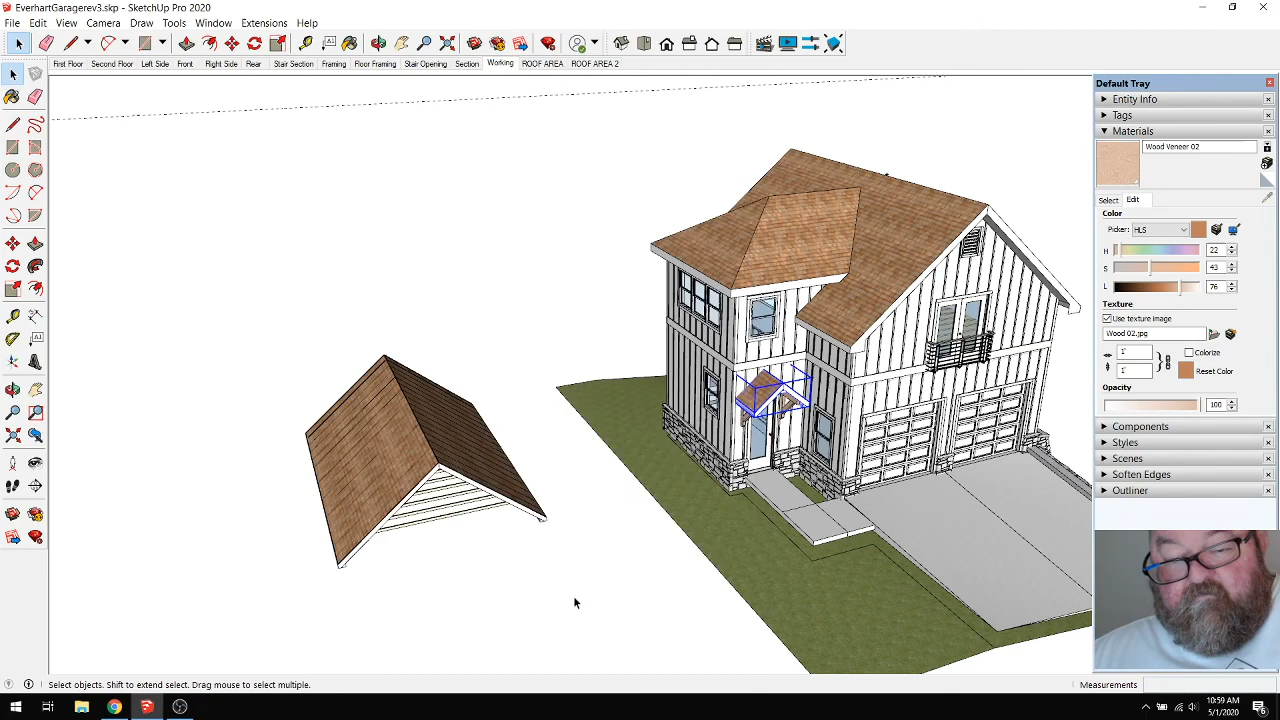 EverhartGaragerev3.skp - SketchUp Pro 2020
File Edit View Camera Draw Tools Window Extensions Help
First Floor Second Floor Left Side Front Right Side Rear Stair Section Framing Floor Framing Stair Opening Section Working ROOF AREA ROOF AREA 2
Default Tray
Entity Info
Tags
Materials
Wood Veneer 02
Select Edit
Color
Picker: HLS
H 22
S 43
L 76
Texture
Use texture image
Wood 02.jpg
1' Colorize
1' Reset Color
Opacity
100
Components
Styles
Scenes
Soften Edges
Outliner
Select objects. Shift to extend select. Drag mouse to select multiple. Measurements
10:59 AM
5/1/2020
6